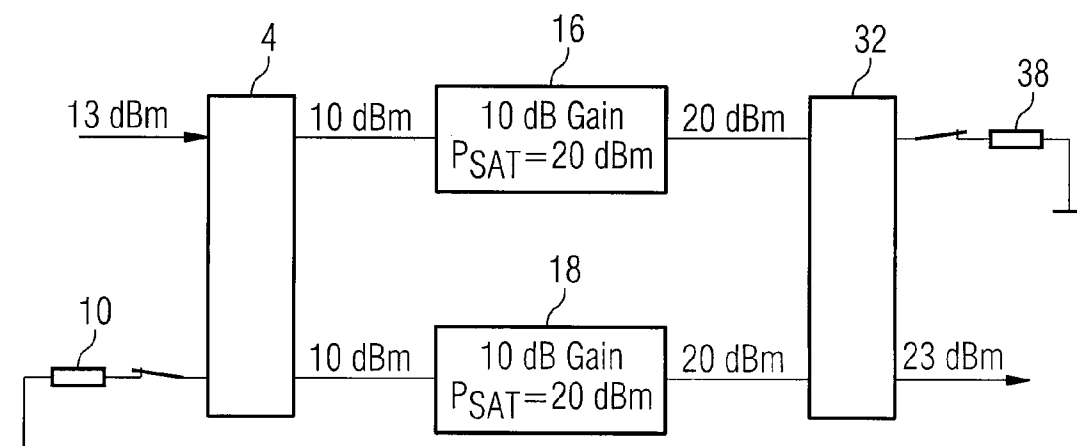 4
16
32
38
13 dBm
10 dBm
10 dB Gain
PSAT=20 dBm
20 dBm
10
18
10 dBm
10 dB Gain
PSAT=20 dBm
20 dBm
23 dBm